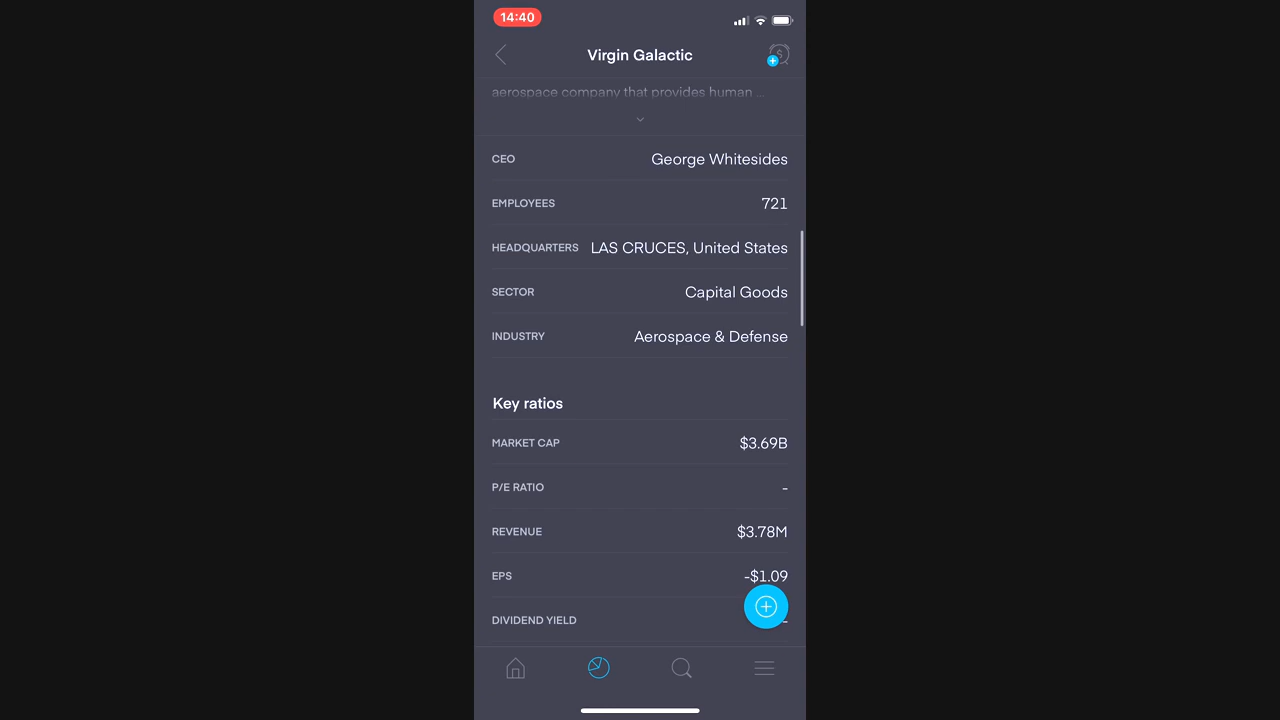 14:40
Virgin Galactic
aerospace company that provides human ...
CEO George Whitesides
EMPLOYEES 721
HEADQUARTERS LAS CRUCES, United States
SECTOR Capital Goods
INDUSTRY Aerospace & Defense
Key ratios
MARKET CAP $3.69B
P/E RATIO -
REVENUE $3.78M
EPS -$1.09
DIVIDEND YIELD -